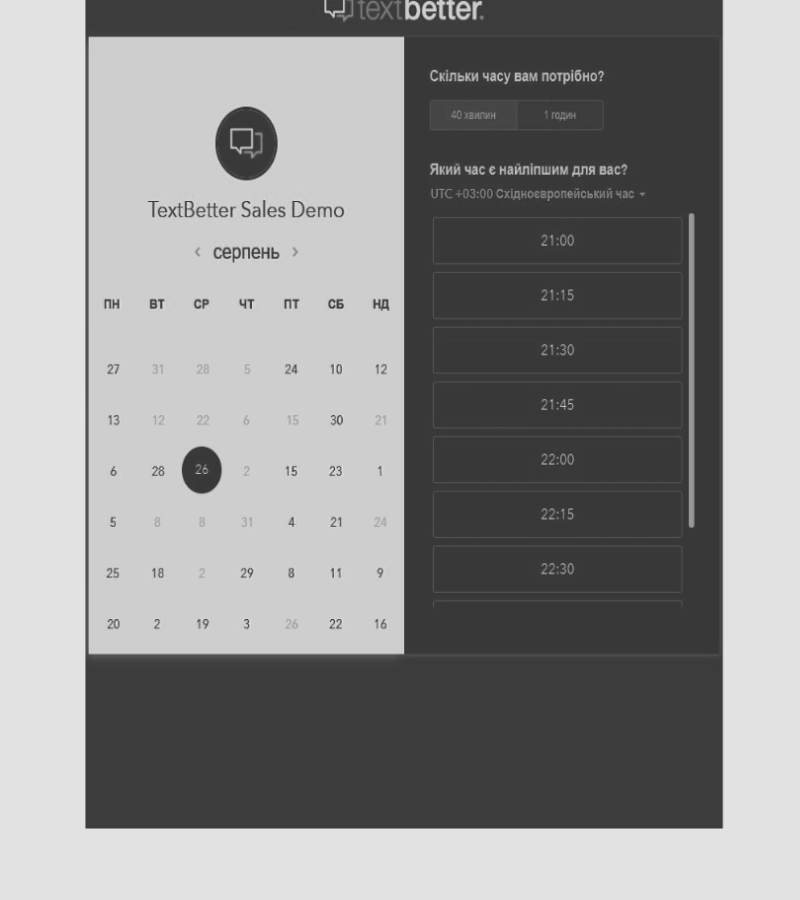 textbetter.
TextBetter Sales Demo
‹ серпень ›
ПН ВТ СР ЧТ ПТ СБ НД
27 31 28 5 24 10 12
13 12 22 6 15 30 21
6 28 26 2 15 23 1
5 8 8 31 4 21 24
25 18 2 29 8 11 9
20 2 19 3 26 22 16
Скільки часу вам потрібно?
40 хвилин 1 годин
Який час є найліпшим для вас?
UTC +03:00 Східноєвропейський час
21:00
21:15
21:30
21:45
22:00
22:15
22:30